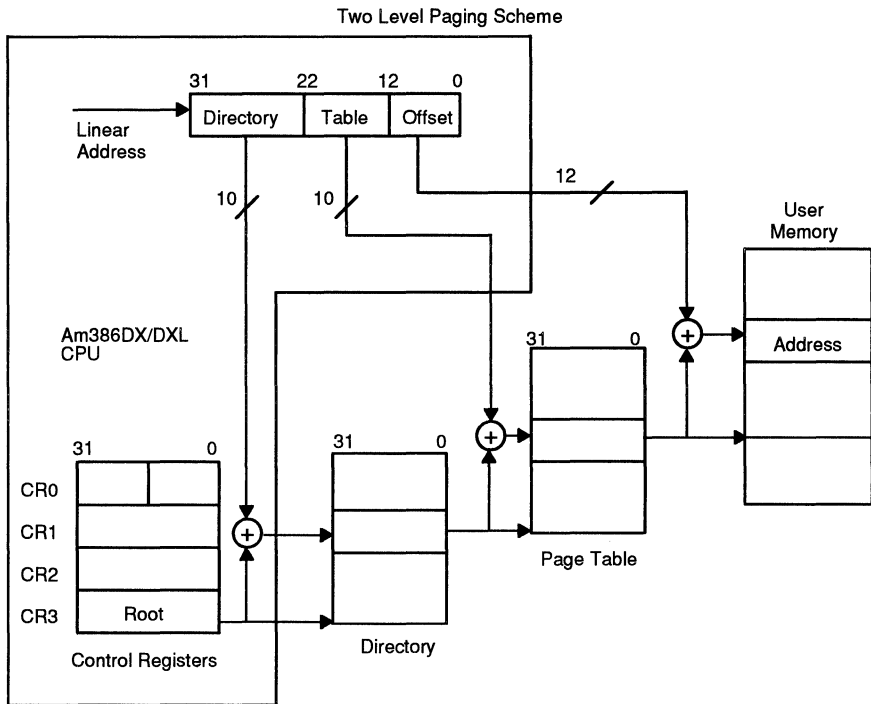 Two Level Paging Scheme
31 22 12 0
Directory Table Offset
Linear
Address
10 10 12
User
Memory
Am386DX/DXL
CPU
Address
31 0
31 0
31 0
CR0
CR1
CR2
CR3 Root
Control Registers
Directory
Page Table
+
+
+